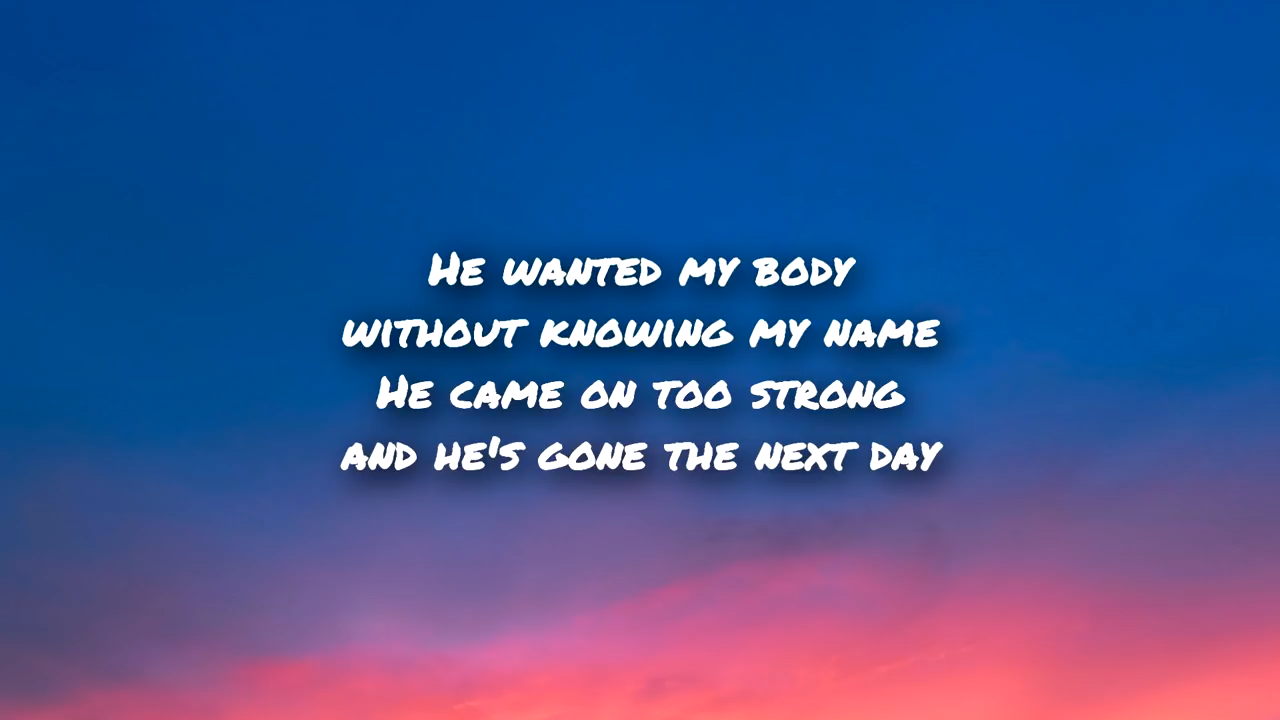 He wanted my body
without knowing my name
He came on too strong
and he's gone the next day